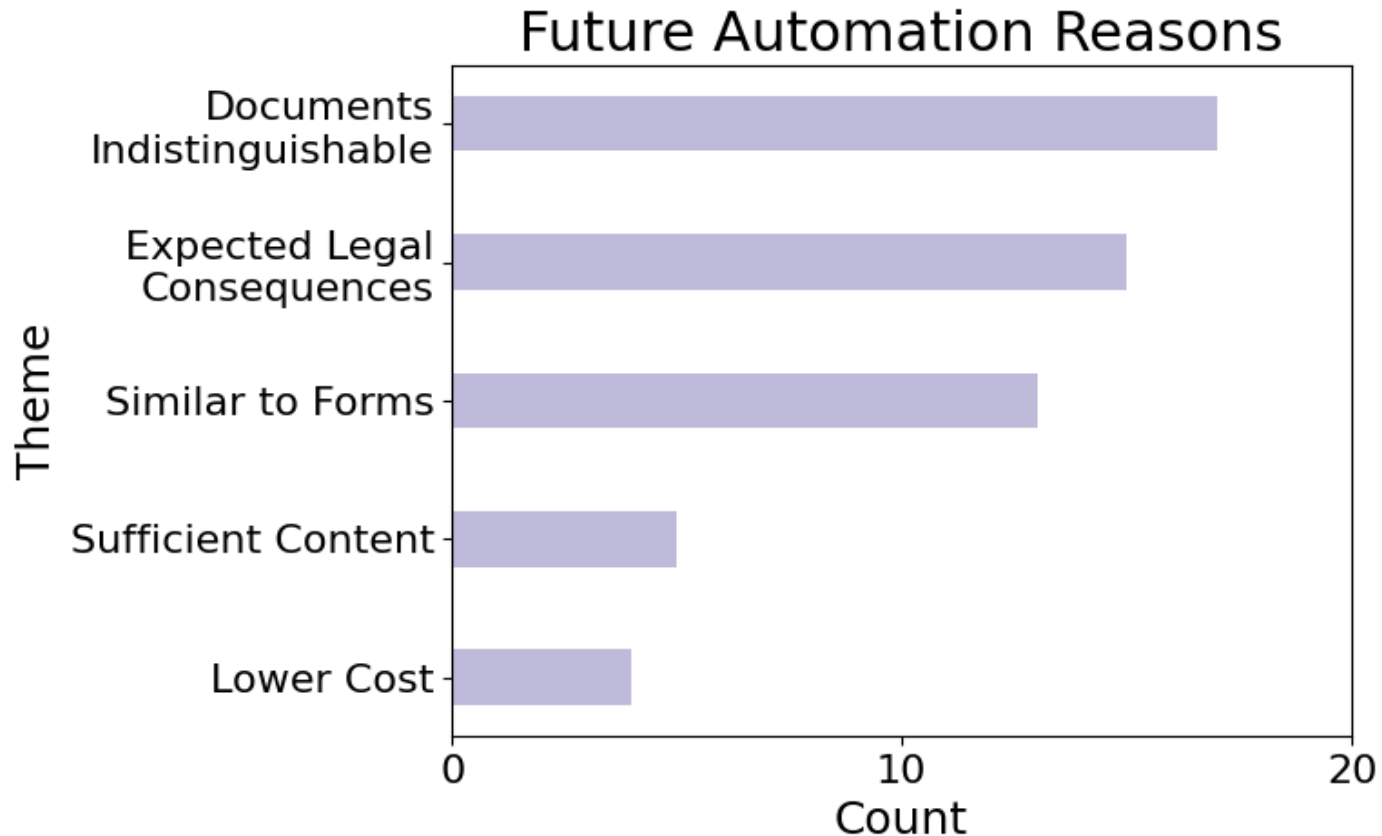 Future Automation Reasons
Documents
Indistinguishable
Expected Legal
Consequences
Similar to Forms
Sufficient Content
Lower Cost
Theme
0
10
20
Count